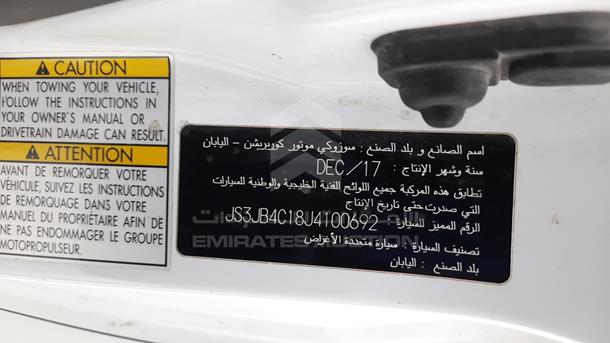 CAUTION
WHEN TOWING YOUR VEHICLE,
FOLLOW THE INSTRUCTIONS IN
YOUR OWNER'S MANUAL OR
DRIVETRAIN DAMAGE CAN RESULT.
ATTENTION
AVANT DE REMORQUER VOTRE
VÉHICULE, SUIVEZ LES INSTRUCTIONS
DE REMORQUAGE DANS VOTRE
MANUEL DU PROPRIÉTAIRE AFIN DE
NE PAS ENDOMMAGER LE GROUPE
MOTOPROPULSEUR.
اسم الصانع و بلد الصنع : سوزوكي موتور كوربريشن - اليابان
سنة وشهر الإنتاج : DEC/17
تطابق هذه المركبة جميع اللوائح الفنية الخليجية والوطنية للسيارات
التي صدرت حتى تاريخ الإنتاج
الرقم المميز للسيارة : JS3JB4C18J4100692
تصنيف السيارة : سيارة متعددة الأغراض
بلد الصنع : اليابان
EMIRATES AUCTION